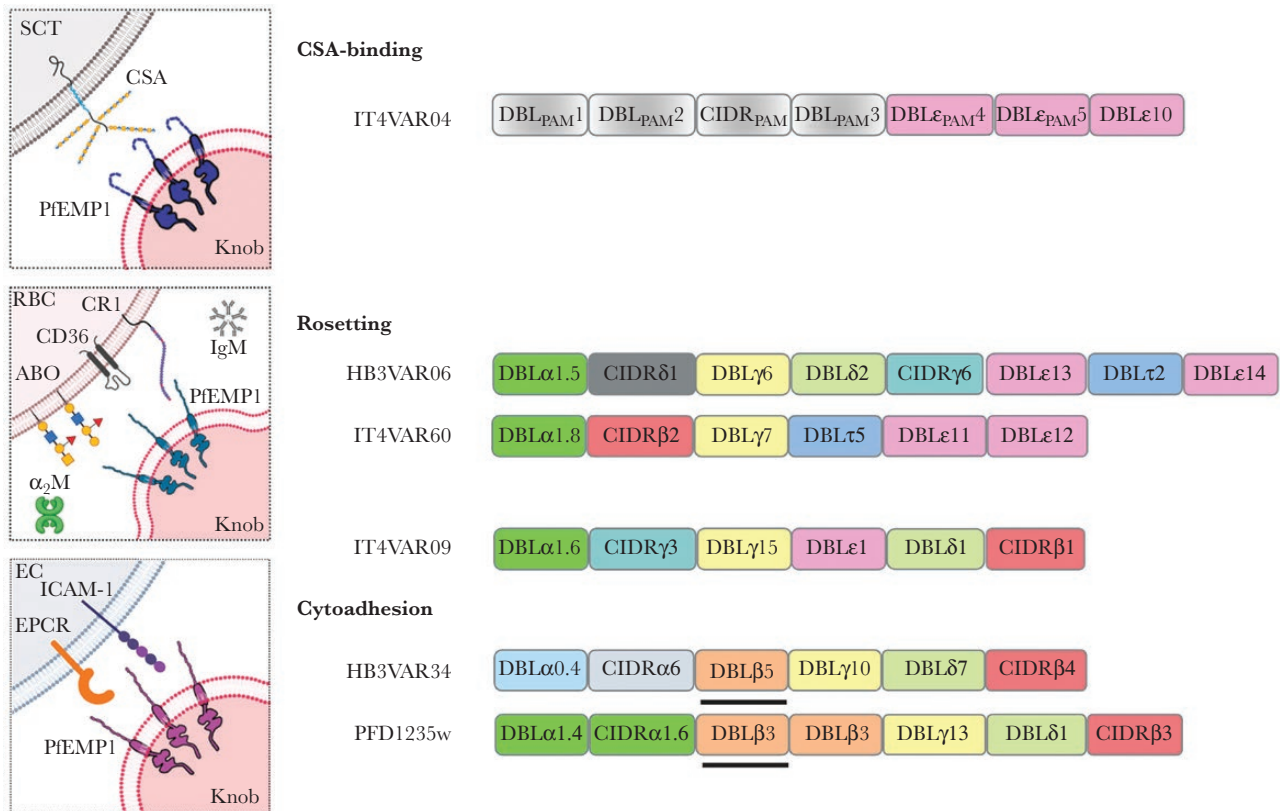 SCT
CSA
PfEMP1
Knob
CSA-binding
IT4VAR04 DBLPAM1 DBLPAM2 CIDRPAM DBLPAM3 DBLεPAM4 DBLεPAM5 DBLε10
RBC
CR1
CD36
IgM
ABO
PfEMP1
α2M
Knob
Rosetting
HB3VAR06 DBLα1.5 CIDRδ1 DBLγ6 DBLδ2 CIDRγ6 DBLε13 DBLτ2 DBLε14
IT4VAR60 DBLα1.8 CIDRβ2 DBLγ7 DBLτ5 DBLε11 DBLε12
IT4VAR09 DBLα1.6 CIDRγ3 DBLγ15 DBLε1 DBLδ1 CIDRβ1
EC
ICAM-1
EPCR
PfEMP1
Knob
Cytoadhesion
HB3VAR34 DBLα0.4 CIDRα6 DBLβ5 DBLγ10 DBLδ7 CIDRβ4
PFD1235w DBLα1.4 CIDRα1.6 DBLβ3 DBLβ3 DBLγ13 DBLδ1 CIDRβ3